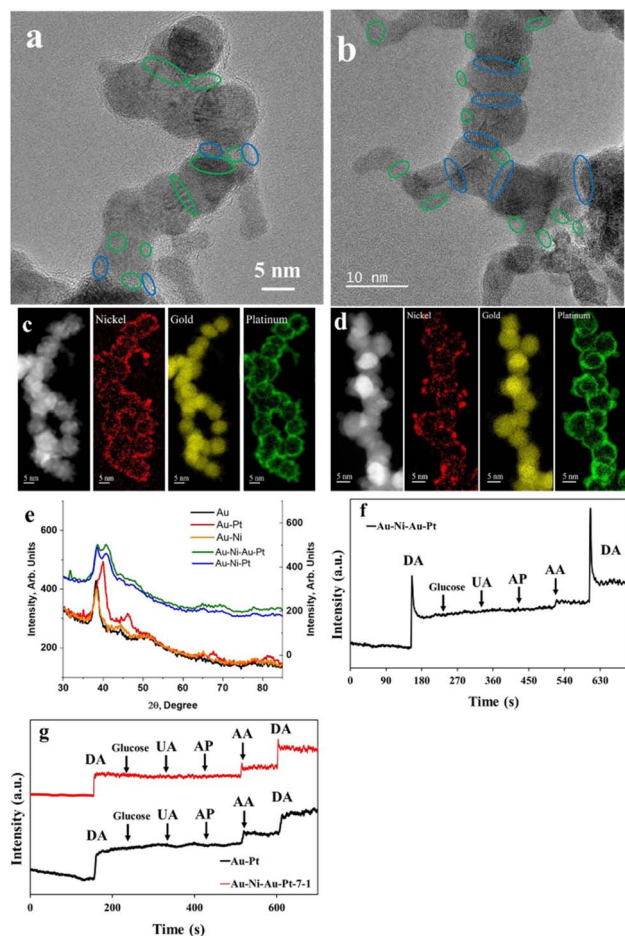 a
5 nm
b
10 nm
c
Nickel
Gold
Platinum
5 nm
5 nm
5 nm
5 nm
d
Nickel
Gold
Platinum
5 nm
5 nm
5 nm
5 nm
e
Au
Au-Pt
Au-Ni
Au-Ni-Au-Pt
Au-Ni-Pt
Intensity, Arb. Units
600
400
200
600
400
200
0
Intensity, Arb. Units
30 40 50 60 70 80
2θ, Degree
f
Au-Ni-Au-Pt
DA
Glucose
UA
AP
AA
DA
Intensity (a.u.)
0 90 180 270 360 450 540 630
Time (s)
g
DA
Glucose
UA
AP
AA
DA
DA
Glucose
UA
AP
AA
DA
Au-Pt
Au-Ni-Au-Pt-7-1
Intensity (a.u.)
0 200 400 600
Time (s)